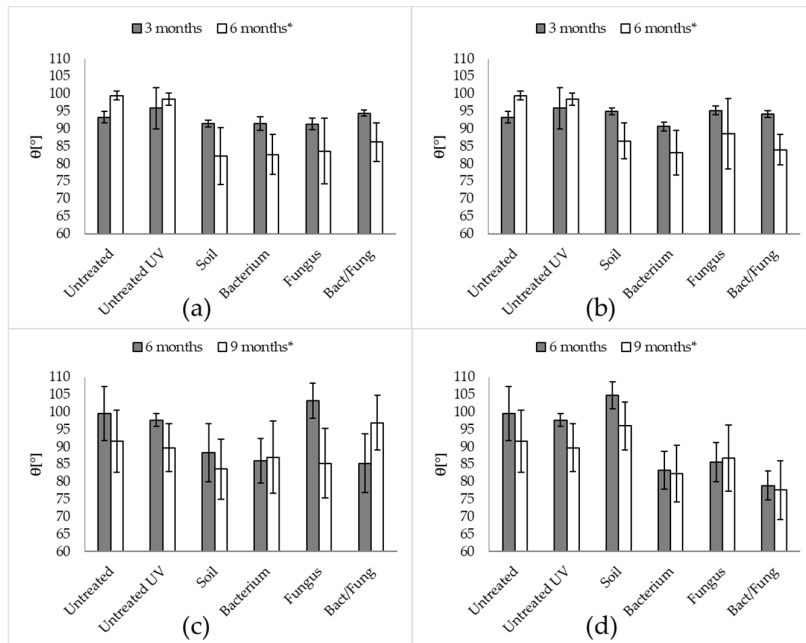 3 months 6 months*
110
105
100
95
90
85
80
75
70
65
60
θ[°]
Untreated
Untreated UV
Soil
Bacterium
Fungus
Bact/Fung
(a)
3 months 6 months*
110
105
100
95
90
85
80
75
70
65
60
θ[°]
Untreated
Untreated UV
Soil
Bacterium
Fungus
Bact/Fung
(b)
6 months 9 months*
110
105
100
95
90
85
80
75
70
65
60
θ[°]
Untreated
Untreated UV
Soil
Bacterium
Fungus
Bact/Fung
(c)
6 months 9 months*
110
105
100
95
90
85
80
75
70
65
60
θ[°]
Untreated
Untreated UV
Soil
Bacterium
Fungus
Bact/Fung
(d)